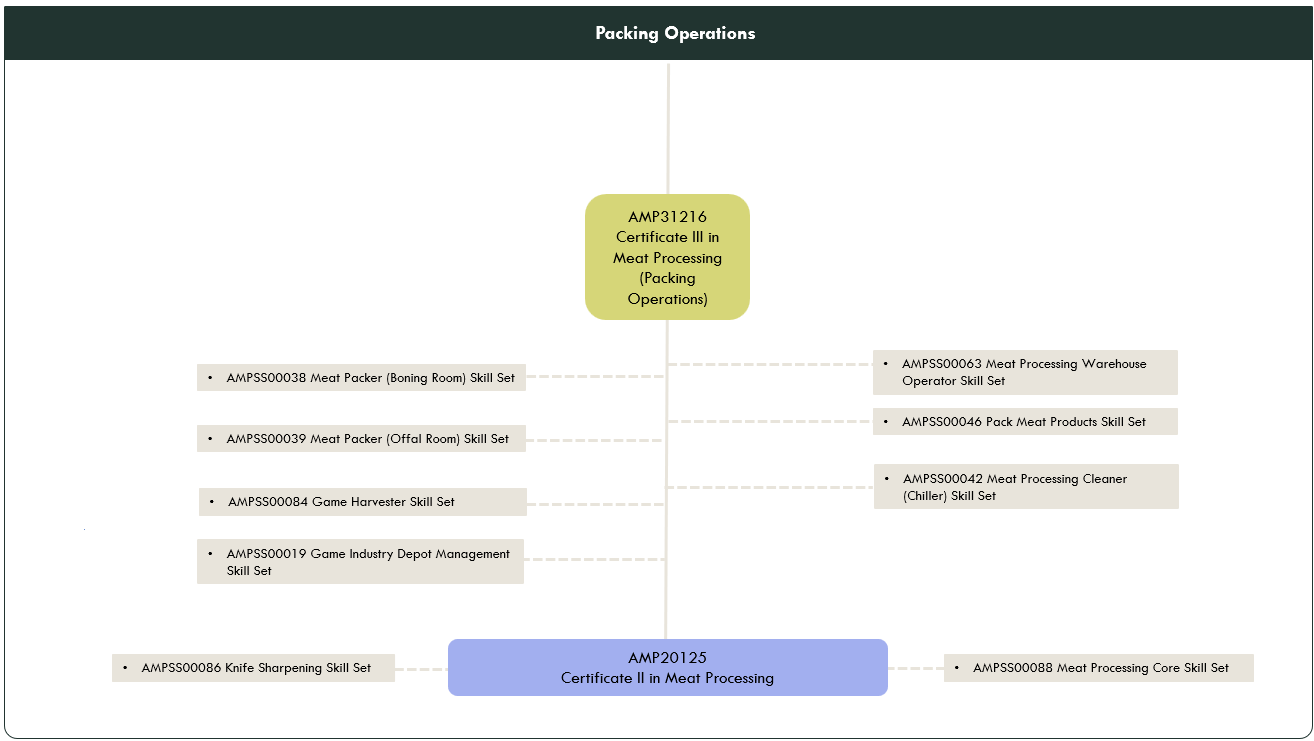 Packing Operations
AMP31216
Certificate III in
Meat Processing
(Packing
Operations)
• AMPSS00038 Meat Packer (Boning Room) Skill Set
• AMPSS00039 Meat Packer (Offal Room) Skill Set
• AMPSS00084 Game Harvester Skill Set
• AMPSS00019 Game Industry Depot Management
Skill Set
• AMPSS00063 Meat Processing Warehouse
Operator Skill Set
• AMPSS00046 Pack Meat Products Skill Set
• AMPSS00042 Meat Processing Cleaner
(Chiller) Skill Set
• AMPSS00086 Knife Sharpening Skill Set
AMP20125
Certificate II in Meat Processing
• AMPSS00088 Meat Processing Core Skill Set